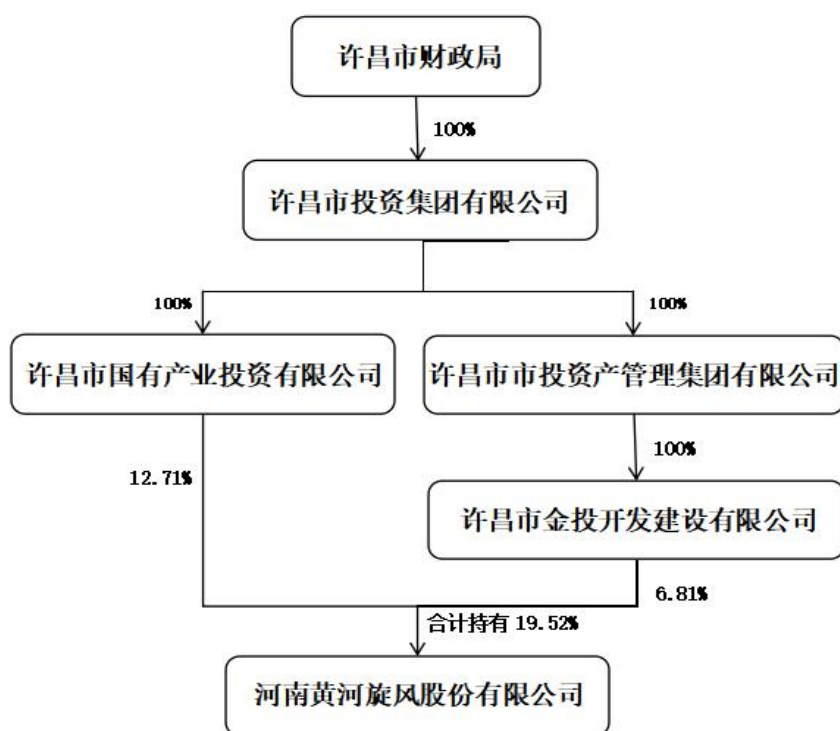 许昌市财政局
100%
许昌市投资集团有限公司
100%
100%
许昌市国有产业投资有限公司
许昌市市投资产管理集团有限公司
12.71%
100%
许昌市金投开发建设有限公司
6.81%
合计持有 19.52%
河南黄河旋风股份有限公司